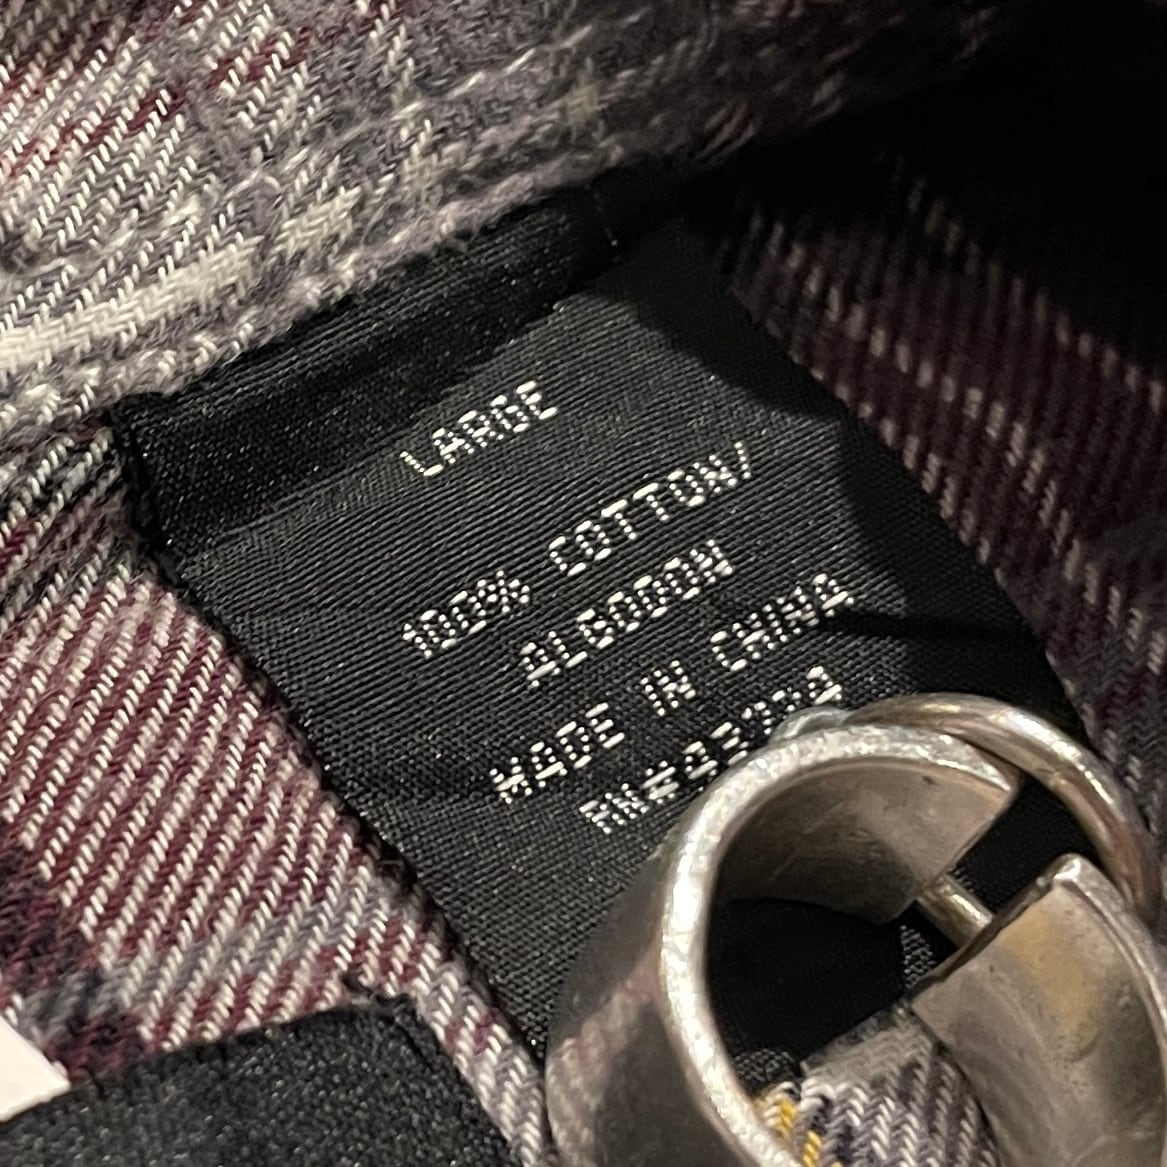 LARGE
100% COTTON/
ALGODON
MADE IN CHINA